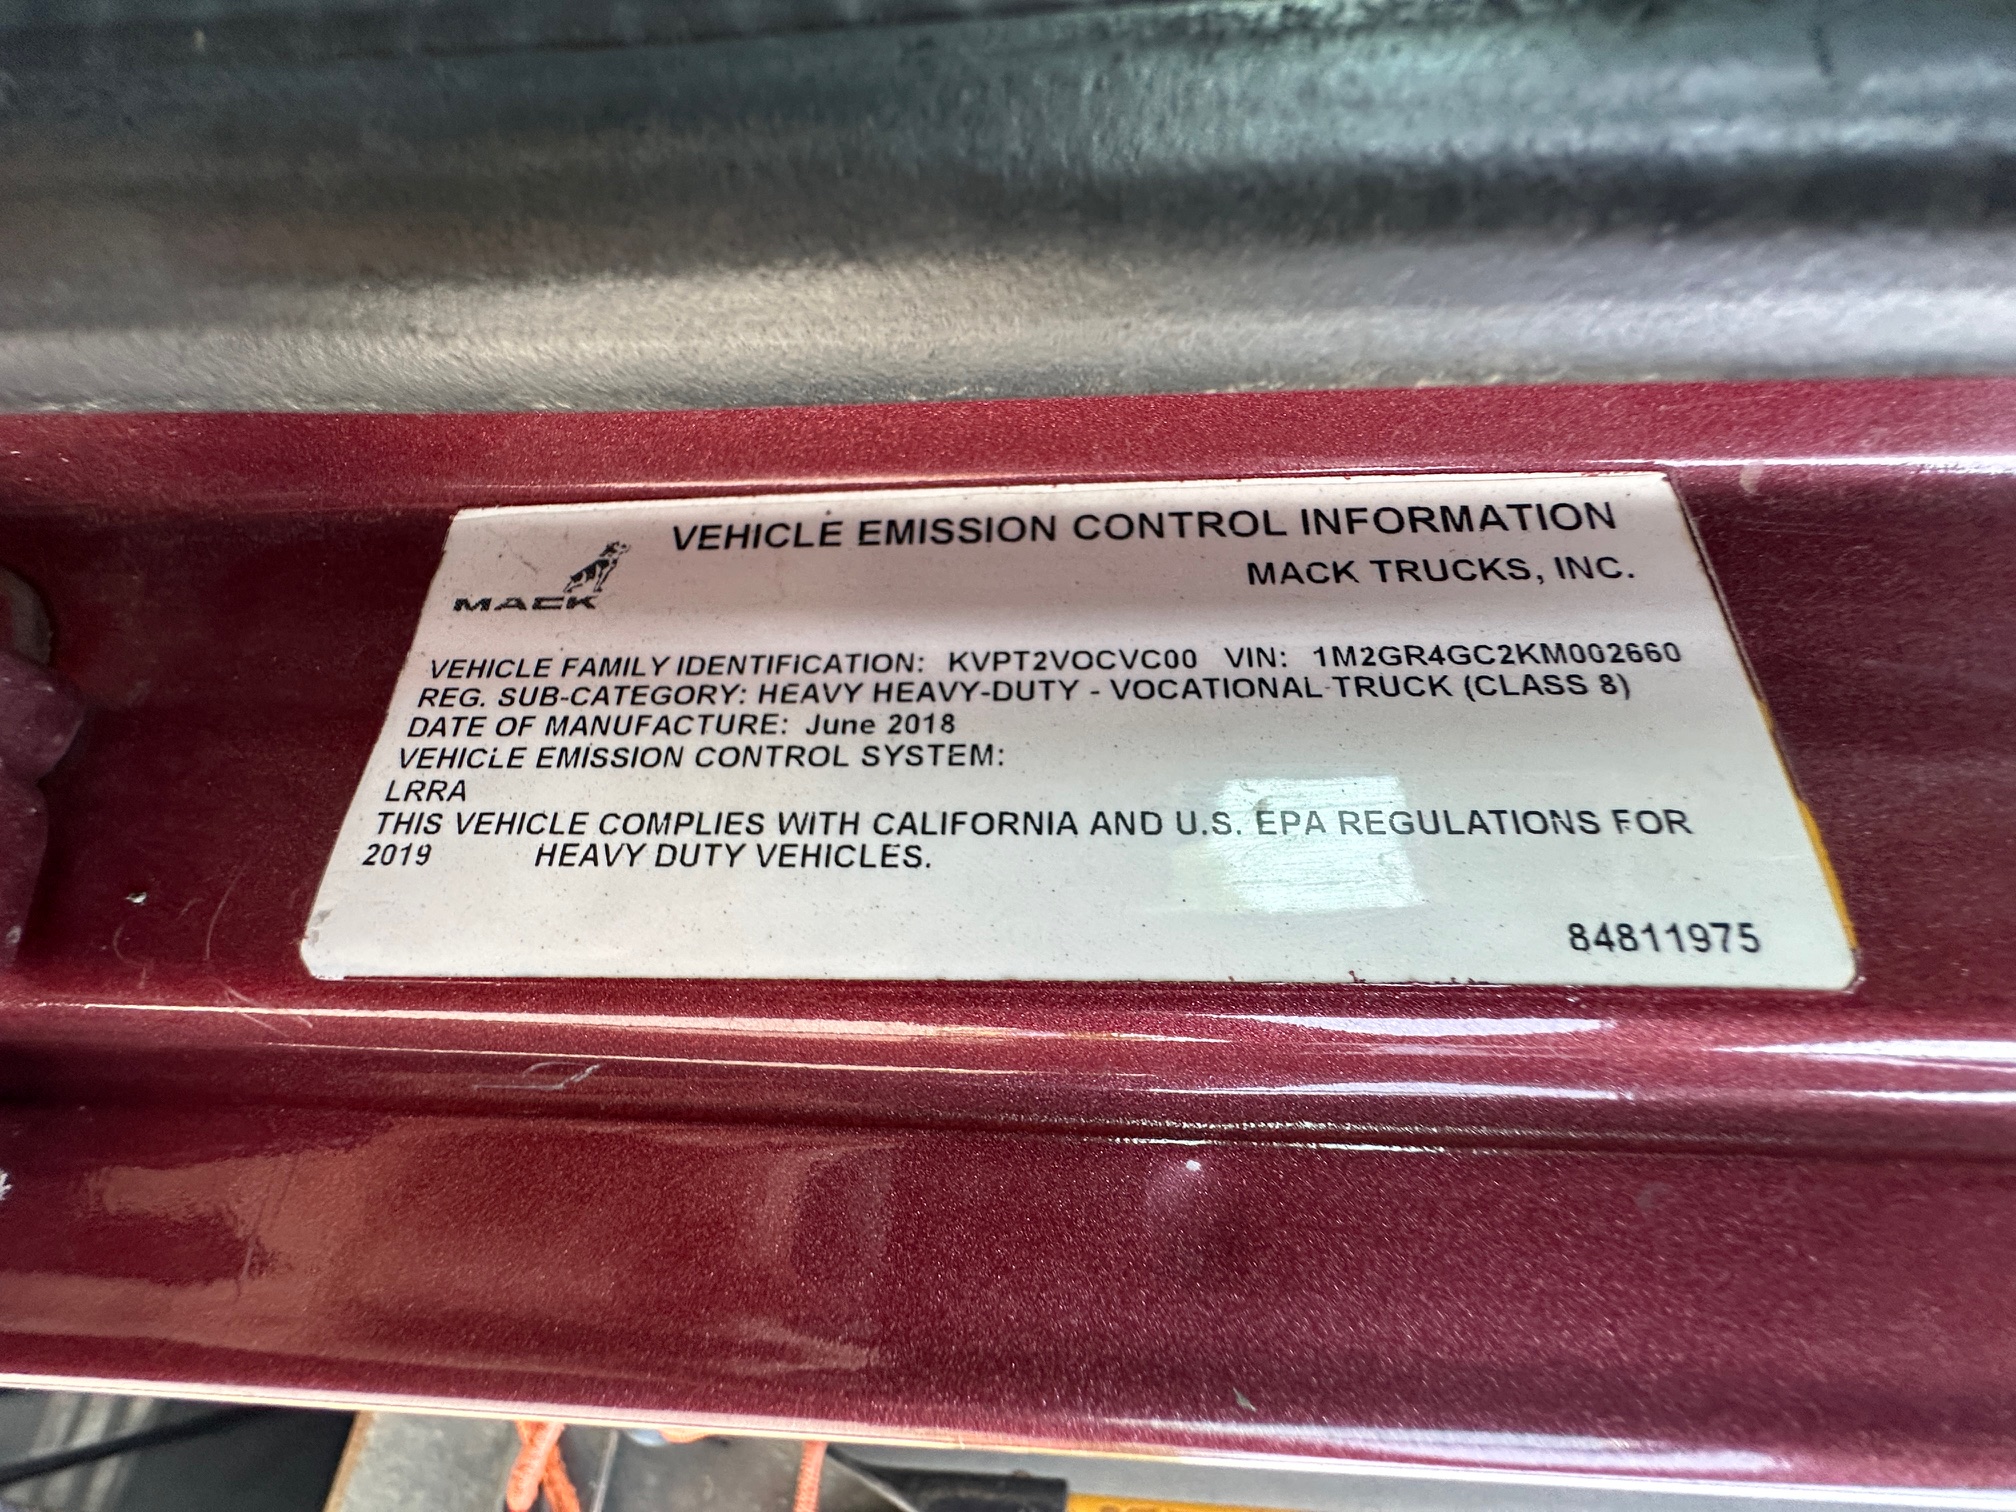 VEHICLE EMISSION CONTROL INFORMATION
MACK
MACK TRUCKS, INC.
VEHICLE FAMILY IDENTIFICATION: KVPT2VOCVC00 VIN: 1M2GR4GC2KM002660
REG. SUB-CATEGORY: HEAVY HEAVY-DUTY - VOCATIONAL TRUCK (CLASS 8)
DATE OF MANUFACTURE: June 2018
VEHICLE EMISSION CONTROL SYSTEM:
LRRA
THIS VEHICLE COMPLIES WITH CALIFORNIA AND U.S. EPA REGULATIONS FOR
2019 HEAVY DUTY VEHICLES.
84811975